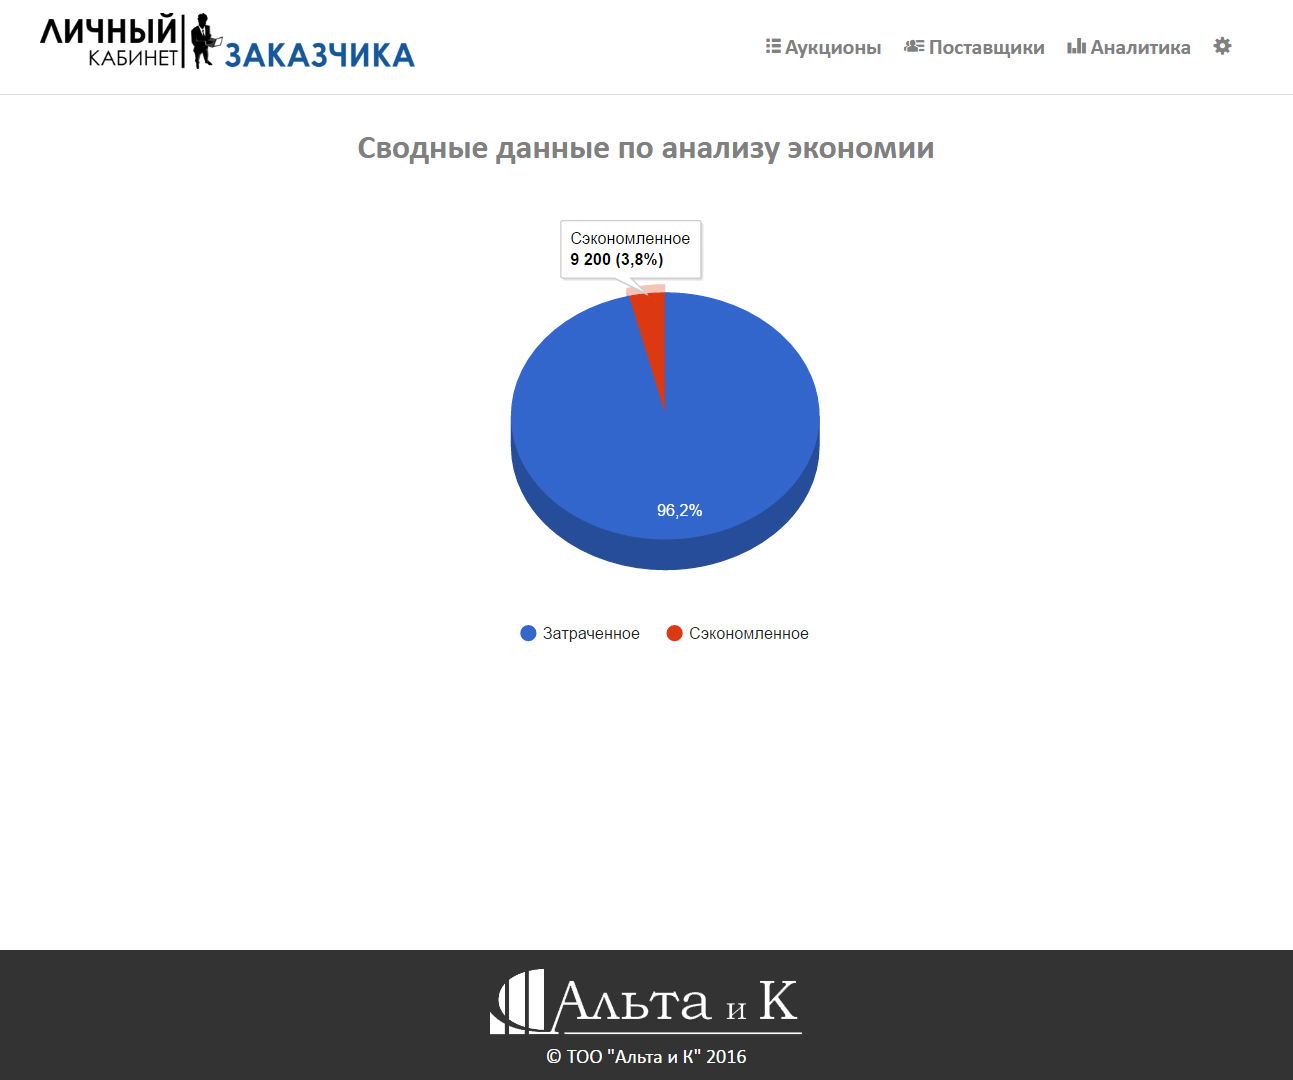 ЛИЧНЫЙ
КАБИНЕТ
ЗАКАЗЧИКА
Аукционы
Поставщики
Аналитика
Сводные данные по анализу экономии
Сэкономленное
9 200 (3,8%)
96,2%
Затраченное
Сэкономленное
Альта и К
© ТОО "Альта и К" 2016